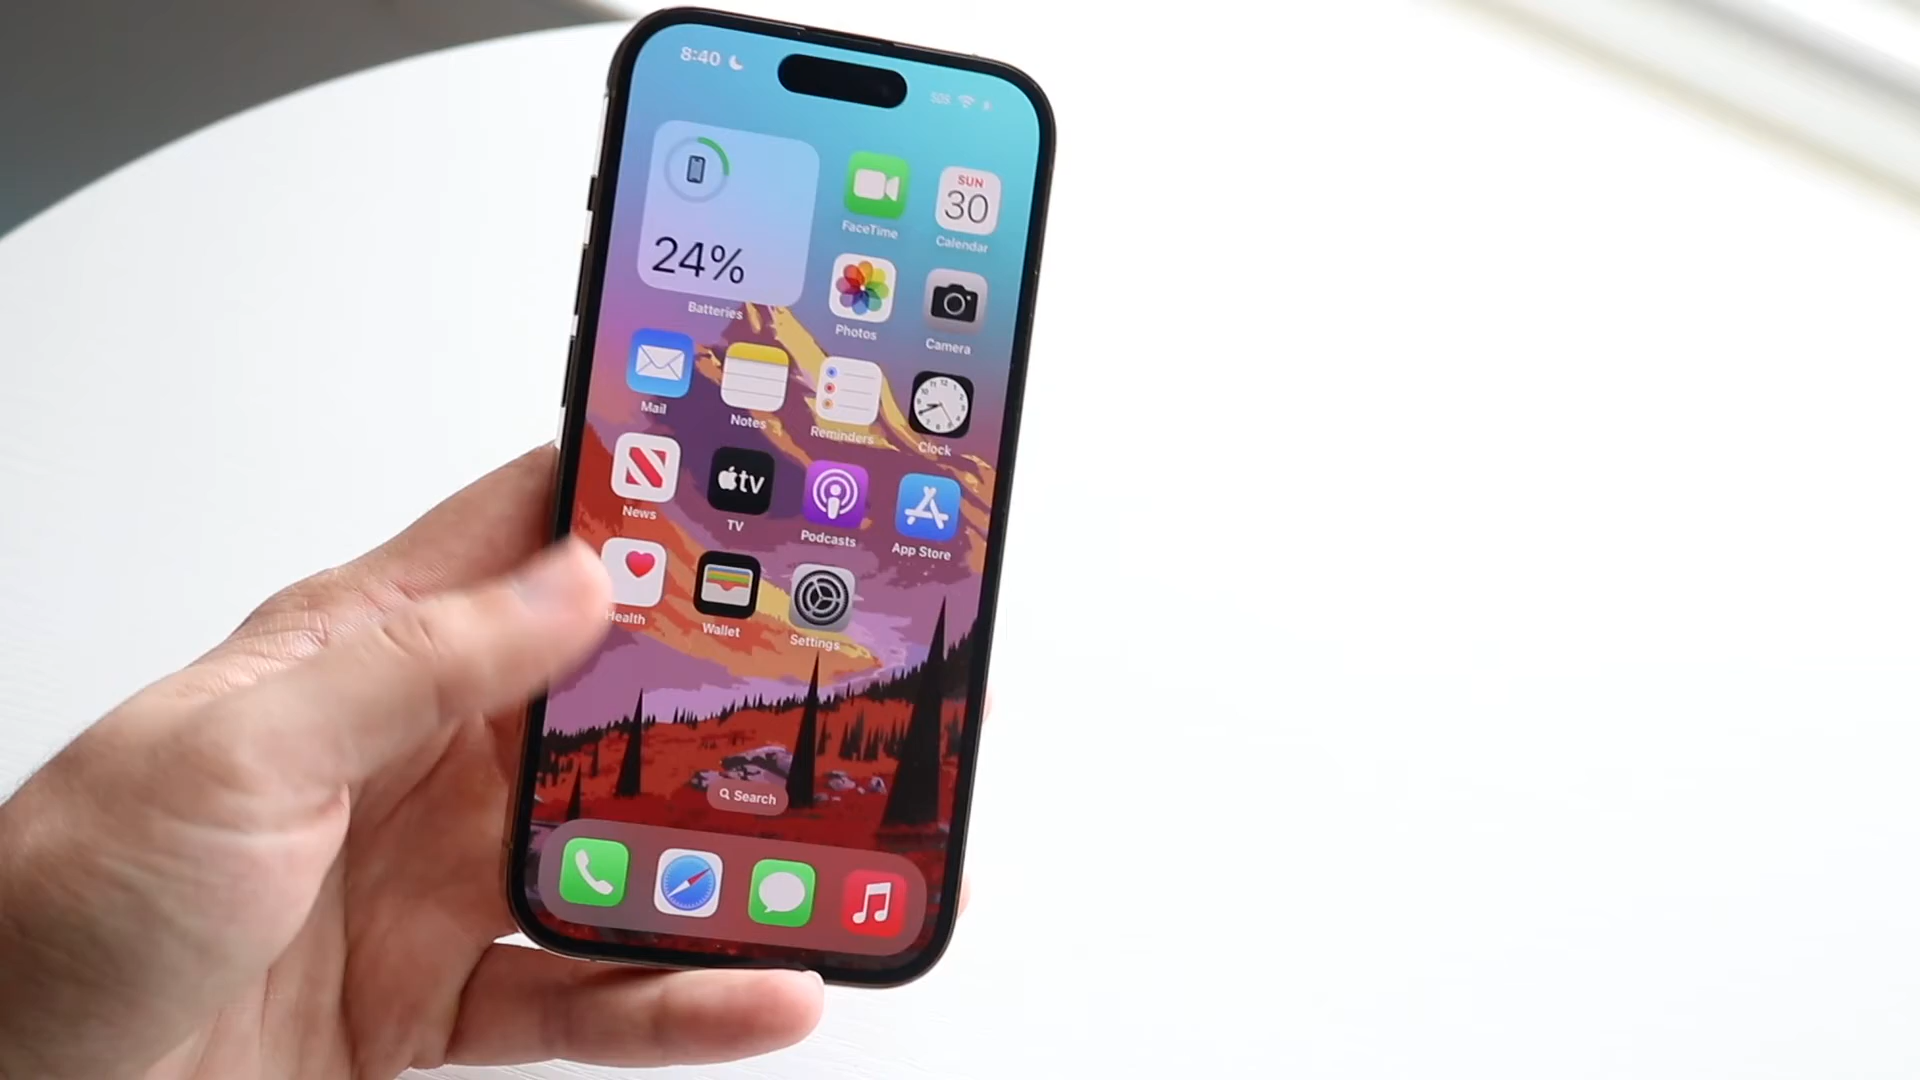 8:40
SOS
24%
Batteries
FaceTime
SUN
30
Calendar
Photos
Camera
Mail
Notes
Reminders
Clock
News
tv
TV
Podcasts
App Store
Health
Wallet
Settings
Search